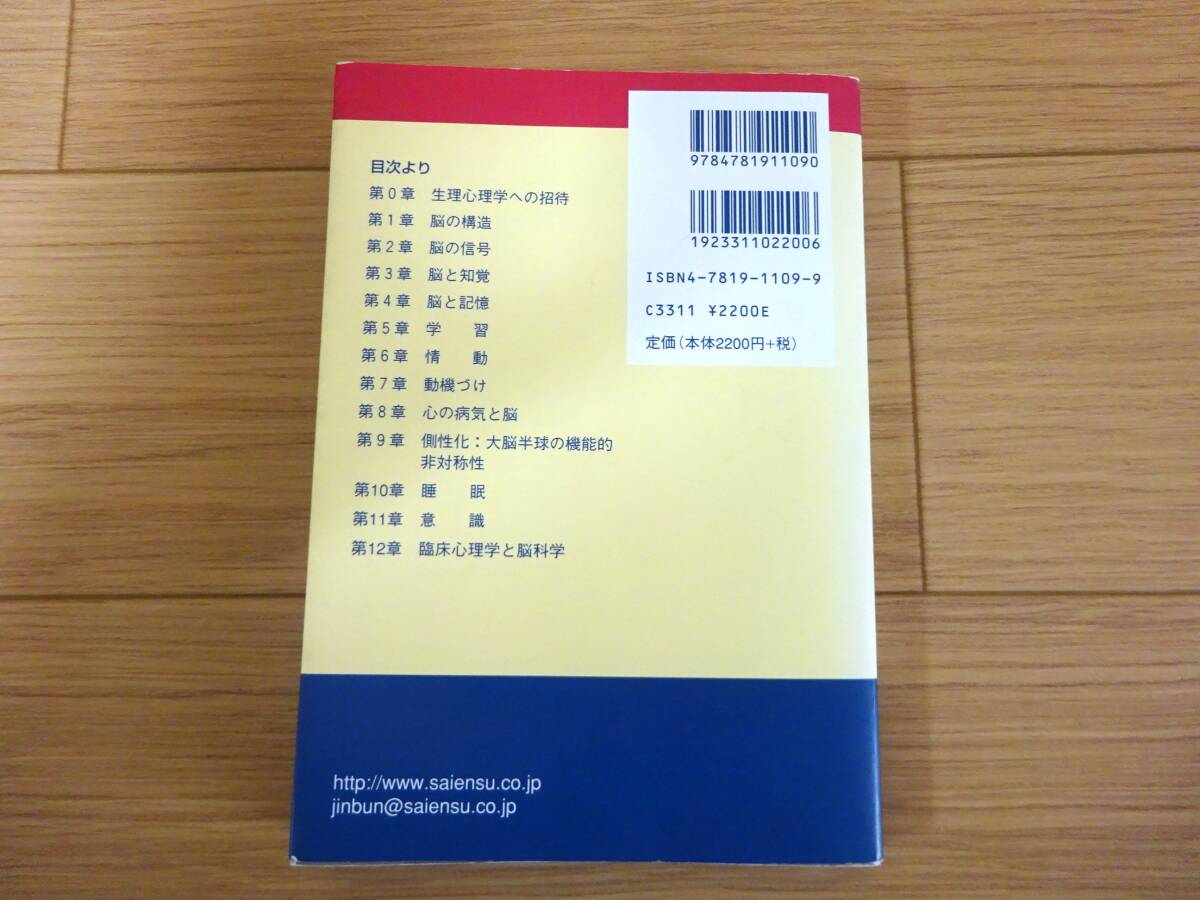 9784781911090
1923311022006
ISBN4-7819-1109-9
C3311 ¥2200E
定価(本体2200円+税)
目次より
第0章 生理心理学への招待
第1章 脳の構造
第2章 脳の信号
第3章 脳と知覚
第4章 脳と記憶
第5章 学 習
第6章 情 動
第7章 動機づけ
第8章 心の病気と脳
第9章 側性化:大脳半球の機能的
非対称性
第10章 睡 眠
第11章 意 識
第12章 臨床心理学と脳科学
http://www.saiensu.co.jp
jinbun@saiensu.co.jp